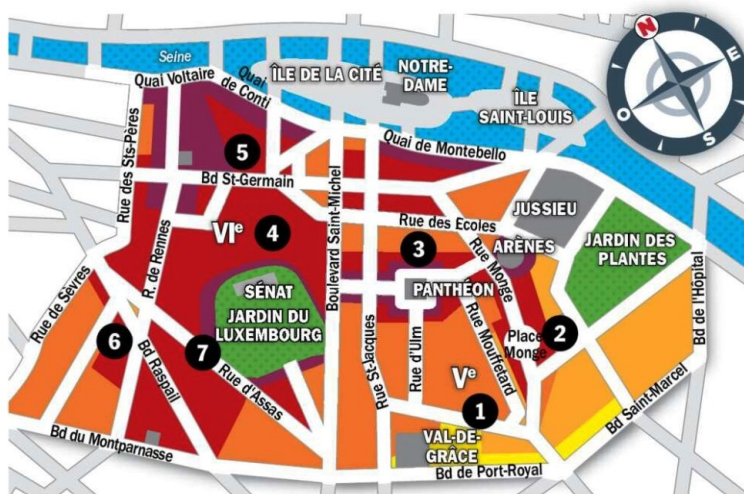 Seine
Quai Voltaire
Quai
de Conti
ÎLE DE LA CITÉ
NOTRE-
DAME
ÎLE
SAINT-LOUIS
N
E
S
O
Rue des Sts-Pères
5
Quai de Montebello
Bd St-Germain
JUSSIEU
Boulevard Saint-Michel
Rue des Ecoles
R. de Rennes
VIe
4
3
ARÈNES
JARDIN DES
PLANTES
Rue Monge
Bd de l'Hôpital
Rue de Sèvres
SÉNAT
JARDIN DU
LUXEMBOURG
PANTHÉON
Rue St-Jacques
Rue d'Ulm
Rue Mouffetard
Place
Monge
2
6
7
Bd Raspail
Rue d'Assas
Ve
1
Bd Saint-Marcel
VAL-DE-
GRÂCE
Bd du Montparnasse
Bd de Port-Royal